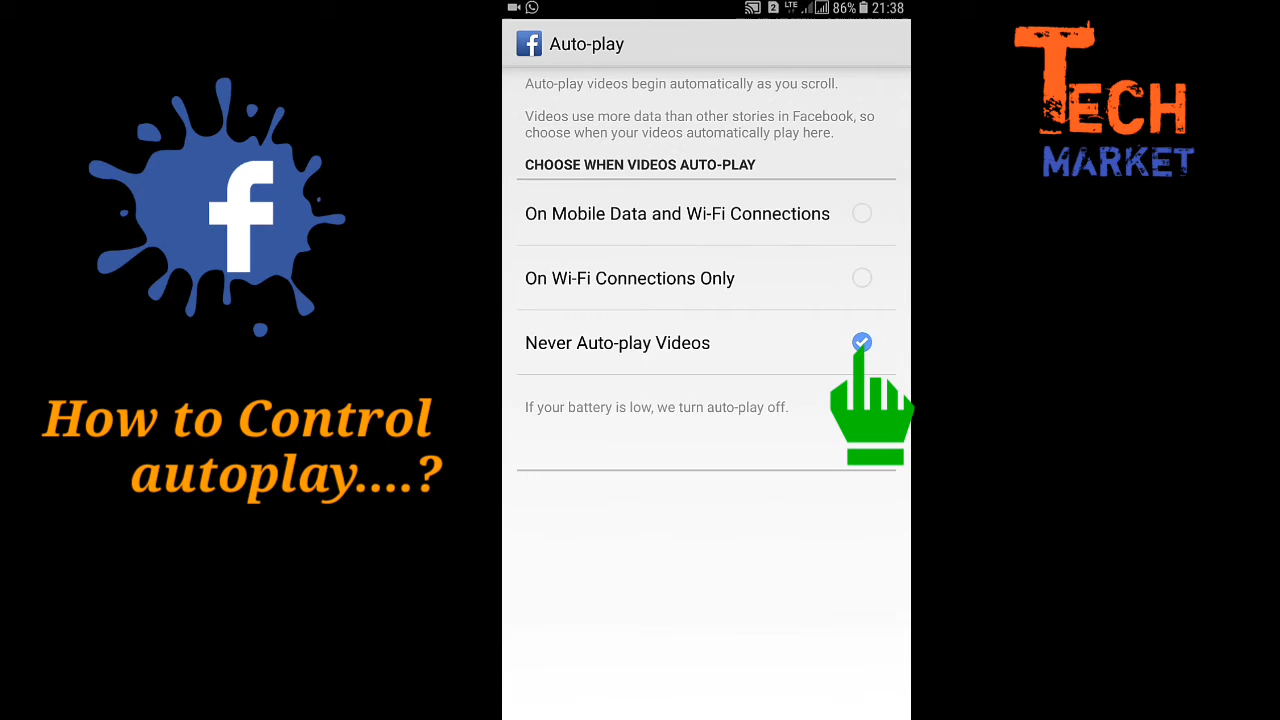 2 LTE 86% 21:38
Auto-play
Auto-play videos begin automatically as you scroll.
Videos use more data than other stories in Facebook, so
choose when your videos automatically play here.
CHOOSE WHEN VIDEOS AUTO-PLAY
On Mobile Data and Wi-Fi Connections
On Wi-Fi Connections Only
Never Auto-play Videos
If your battery is low, we turn auto-play off.
How to Control
autoplay....?
TECH
MARKET